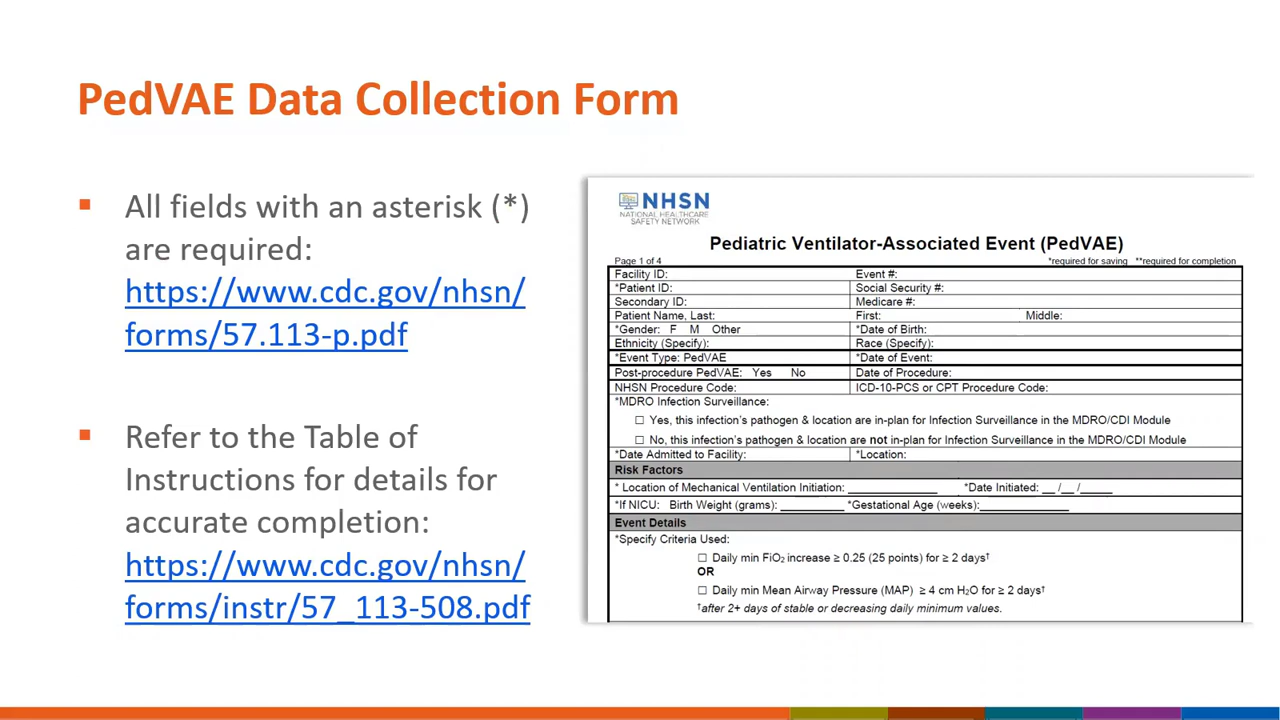 PedVAE Data Collection Form
▪ All fields with an asterisk (*)
are required:
https://www.cdc.gov/nhsn/
forms/57.113-p.pdf
▪ Refer to the Table of
Instructions for details for
accurate completion:
https://www.cdc.gov/nhsn/
forms/instr/57_113-508.pdf
NHSN
NATIONAL HEALTHCARE
SAFETY NETWORK
Pediatric Ventilator-Associated Event (PedVAE)
Page 1 of 4 *required for saving **required for completion
Facility ID: Event #:
*Patient ID: Social Security #:
Secondary ID: Medicare #:
Patient Name, Last: First: Middle:
*Gender: F M Other *Date of Birth:
Ethnicity (Specify): Race (Specify):
*Event Type: PedVAE *Date of Event:
Post-procedure PedVAE: Yes No Date of Procedure:
NHSN Procedure Code: ICD-10-PCS or CPT Procedure Code:
*MDRO Infection Surveillance:
☐ Yes, this infection's pathogen & location are in-plan for Infection Surveillance in the MDRO/CDI Module
☐ No, this infection's pathogen & location are not in-plan for Infection Surveillance in the MDRO/CDI Module
*Date Admitted to Facility: *Location:
Risk Factors
* Location of Mechanical Ventilation Initiation: __________ *Date Initiated: __ /__ /_____
*If NICU: Birth Weight (grams): __________ *Gestational Age (weeks):______________
Event Details
*Specify Criteria Used:
☐ Daily min FiO₂ increase ≥ 0.25 (25 points) for ≥ 2 days†
OR
☐ Daily min Mean Airway Pressure (MAP) ≥ 4 cm H₂O for ≥ 2 days†
†after 2+ days of stable or decreasing daily minimum values.